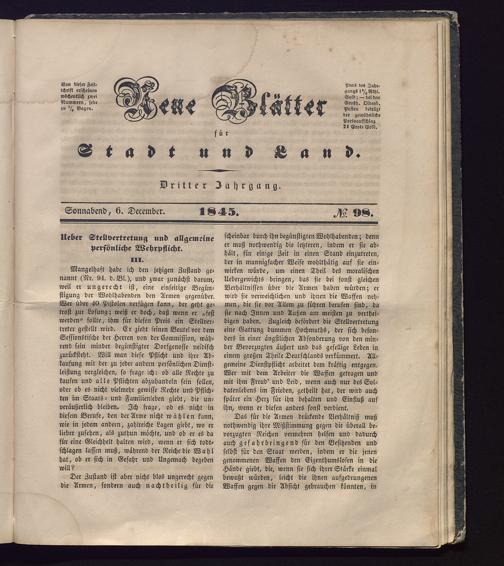 Von dieser Zeit-
schrift erscheinen
wöchentlich zwei
Nummern, jede
zu ¾ Bogen.
Neue Blätter
für
Stadt und Land.
Preis des Jahr-
gangs 1½ Rthl.
Gold; — bei den
Großh. Oldenb.
Posten beträgt
der gewöhnliche
Portoaufschlag
24 Grote Gold.
Dritter Jahrgang.
Sonnabend, 6. December. 1845. № 98.
Ueber Stellvertretung und allgemeine
persönliche Wehrpflicht.
III.
Mangelhaft habe ich den jetzigen Zustand ge-
nannt (Nr. 94. d. Bl.), und zwar zunächst darum,
weil er ungerecht ist, eine einseitige Begün-
stigung der Wohlhabenden den Armen gegenüber.
Wer über 40 Pistolen verfügen kann, der geht ge-
trost zur Losung; weiß er doch, daß wenn er „fest
werden" sollte, ihm für diesen Preis ein Stellver-
treter gestellt wird. Er zieht seinen Beutel vor dem
Sessionstische der Herren von der Commission, wäh-
rend sein minder begünstigter Dorfgenosse mißlich
zurücksteht. Will man diese Pflicht und ihre Ab-
kaufung mit der zu jeder andern persönlichen Dienst-
leistung vergleichen, so frage ich: ob alle Rechte zu
kaufen und alle Pflichten abzuhandeln sein sollen,
oder ob es nicht vielmehr gewisse Rechte und Pflich-
ten im Staats- und Familienleben giebt, die un-
veräußerlich bleiben. Ich frage, ob es nicht in
diesem Berufe, den der Arme nicht wählen kann,
wie in jedem andern, zahlreiche Lagen giebt, wo er
lieber zusehen, als zuthun möchte, und ob er es da
für eine Gleichheit halten wird, wenn er sich todt-
schlagen lassen muß, während der Reiche die Wahl
hat, ob er sich in Gefahr und Ungemach begeben
will?
Der Zustand ist aber nicht blos ungerecht gegen
die Armen, sondern auch nachtheilig für die
scheinbar durch ihn begünstigten Wohlhabenden; denn
er muß nothwendig die letzteren, indem er sie ab-
hält, für einige Zeit in einen Stand einzutreten,
der in mannigfacher Weise wohlthätig auf sie ein-
wirken würde, um einen Theil des moralischen
Uebergewichts bringen, das sie bei sonst gleichen
Verhältnissen über die Armen haben würden; er
wird sie verweichlichen und ihnen die Waffen neh-
men, die sie vor Allen zu führen berufen sind, da
sie nach Innen und Außen am meisten zu verthei-
digen haben. Zugleich befördert die Stellvertretung
eine Gattung dummen Hochmuths, der sich beson-
ders in einer ängstlichen Absonderung von den min-
der Bevorzugten äußert und das gesellige Leben in
einem großen Theile Deutschlands verkümmert. All-
gemeine Dienstpflicht arbeitet dem kräftig entgegen.
Wer mit dem Arbeiter die Waffen getragen und
mit ihm Freud' und Leid, wenn auch nur des Sol-
datenlebens im Frieden, getheilt hat, der wird auch
später ein Herz für ihn behalten und Einfluß auf
ihn, wenn er diesen anders sonst verdient.
Das für die Armen drückende Verhältniß muß
nothwendig ihre Mißstimmung gegen die überall be-
vorzugten Reichen vermehren helfen und dadurch
auch gefahrbringend für den Besitzenden und
selbst für den Staat werden, indem er die jenen
genommenen Waffen den Eigenthumslosen in die
Hände giebt, die, wenn sie sich ihrer Stärke einmal
bewußt würden, leicht die ihnen aufgedrungenen
Waffen gegen die Absicht gebrauchen könnten, in